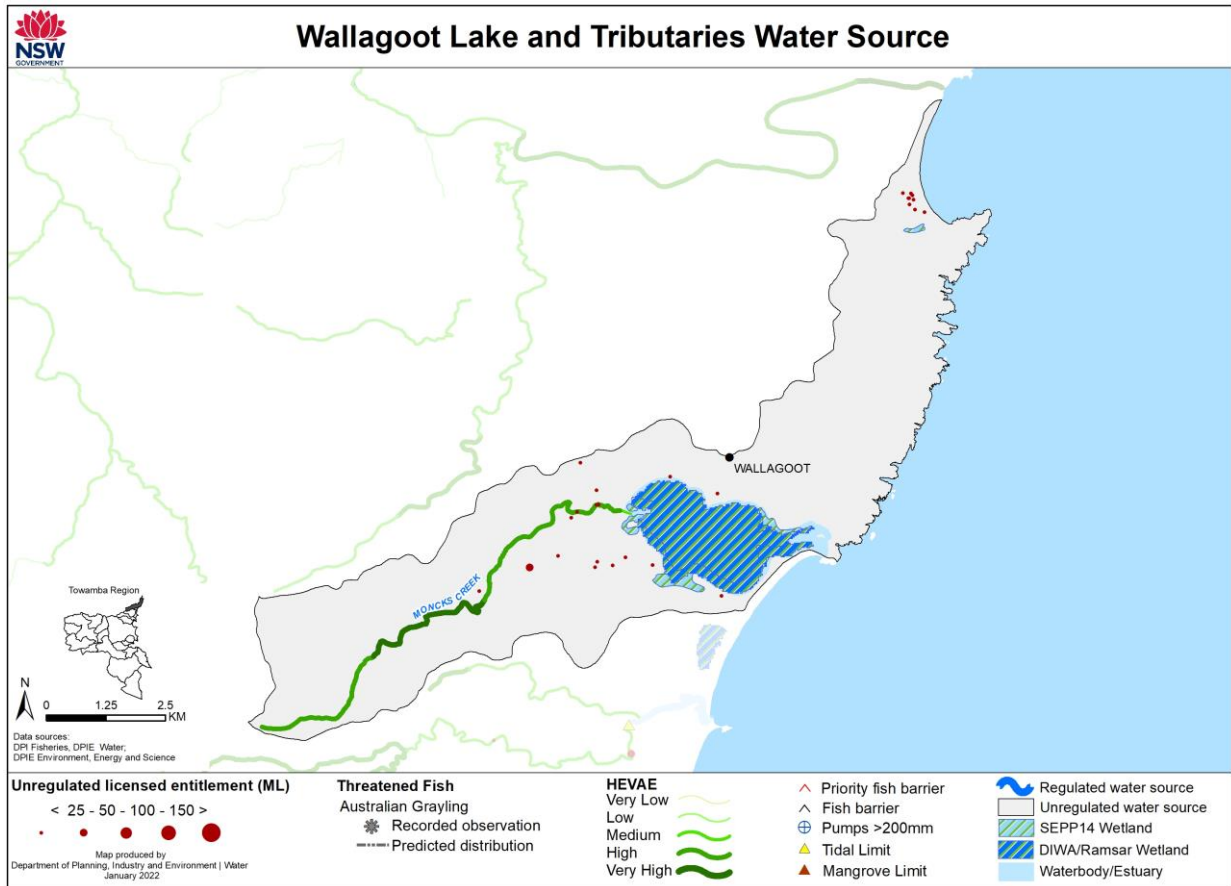 NSW
GOVERNMENT
Wallagoot Lake and Tributaries Water Source
WALLAGOOT
MONCKS CREEK
Towamba Region
N
0 1.25 2.5
KM
Data sources:
DPI Fisheries, DPIE Water;
DPIE Environment, Energy and Science
Unregulated licensed entitlement (ML)
< 25 - 50 - 100 - 150 >
Map produced by
Department of Planning, Industry and Environment | Water
January 2022
Threatened Fish
Australian Grayling
Recorded observation
Predicted distribution
HEVAE
Very Low
Low
Medium
High
Very High
Priority fish barrier
Fish barrier
Pumps >200mm
Tidal Limit
Mangrove Limit
Regulated water source
Unregulated water source
SEPP14 Wetland
DIWA/Ramsar Wetland
Waterbody/Estuary